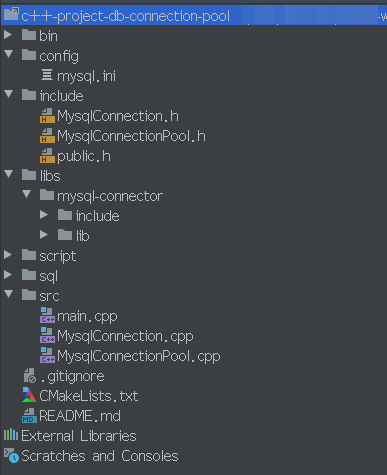 c++-project-db-connection-pool
bin
config
mysql.ini
include
MysqlConnection.h
MysqlConnectionPool.h
public.h
libs
mysql-connector
include
lib
script
sql
src
main.cpp
MysqlConnection.cpp
MysqlConnectionPool.cpp
.gitignore
CMakeLists.txt
README.md
External Libraries
Scratches and Consoles